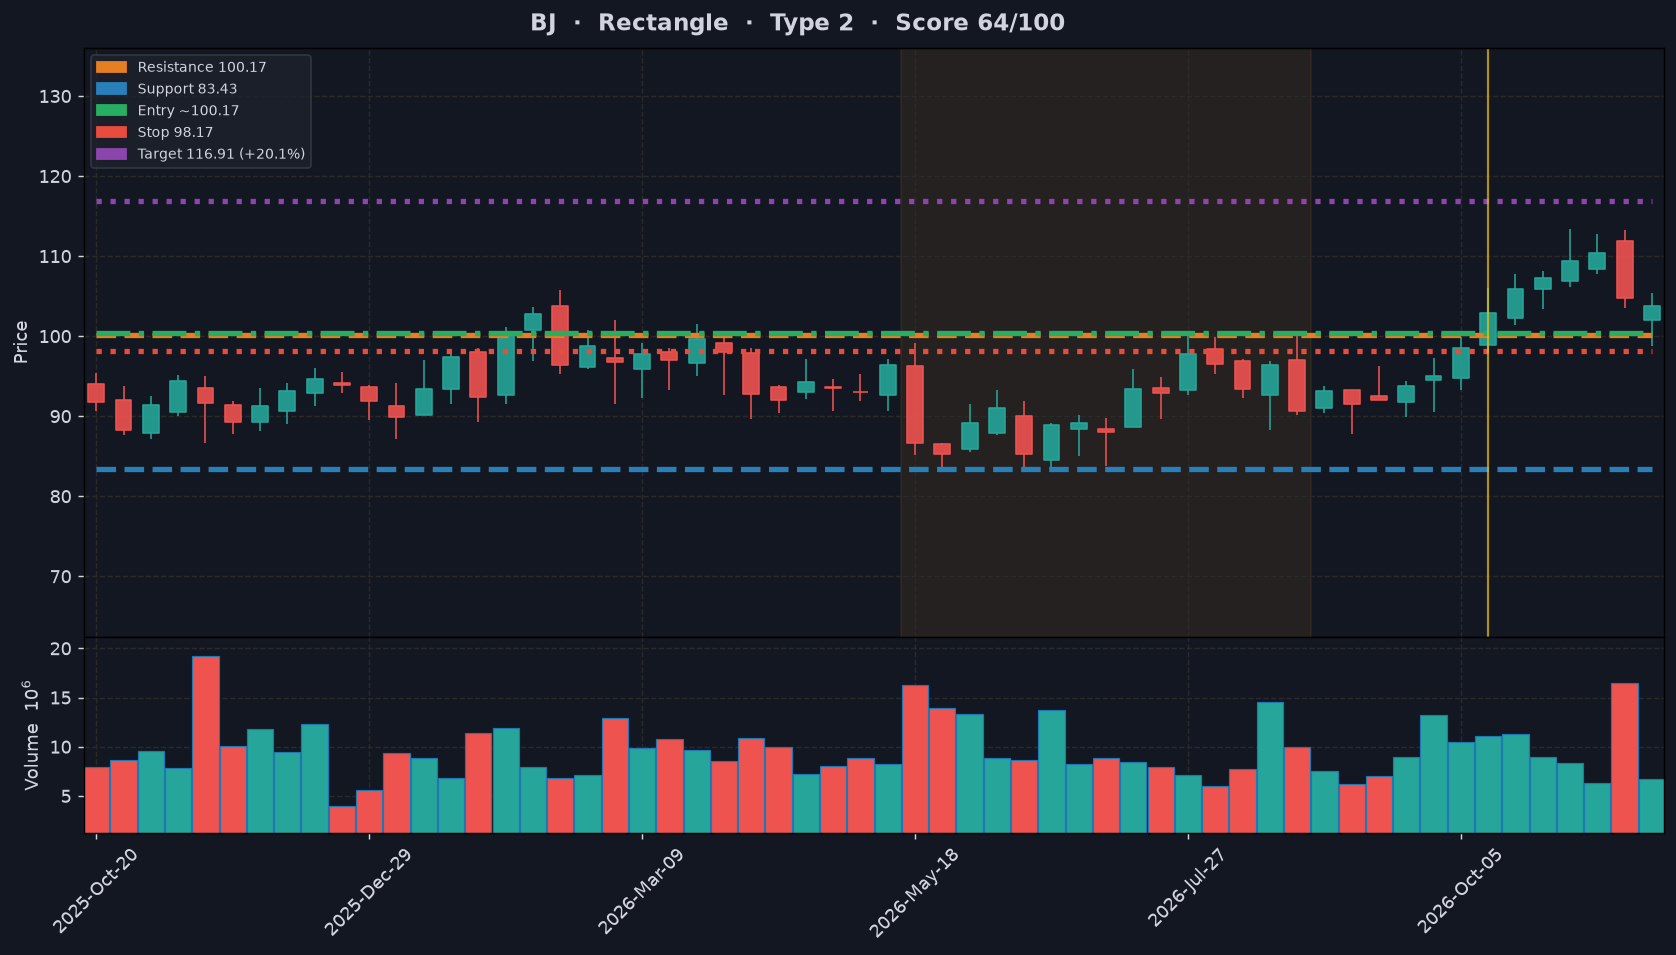 BJ · Rectangle · Type 2 · Score 64/100
Resistance 100.17
Support 83.43
Entry ~100.17
Stop 98.17
Target 116.91 (+20.1%)
Price
130
120
110
100
90
80
70
Volume 10⁶
20
15
10
5
2025-Oct-20
2025-Dec-29
2026-Mar-09
2026-May-18
2026-Jul-27
2026-Oct-05